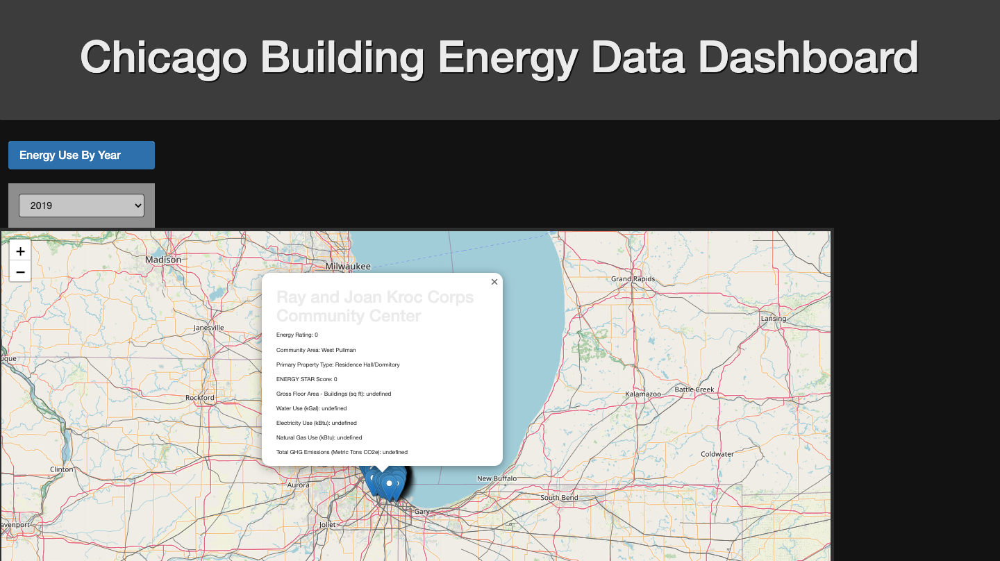 Chicago Building Energy Data Dashboard
Energy Use By Year
2019
+
−
Madison
Milwaukee
Grand Rapids
×
Ray and Joan Kroc Corps
Community Center
Energy Rating: 0
Community Area: West Pullman
Primary Property Type: Residence Hall/Dormitory
ENERGY STAR Score: 0
Gross Floor Area - Buildings (sq ft): undefined
Water Use (kGal): undefined
Electricity Use (kBtu): undefined
Natural Gas Use (kBtu): undefined
Total GHG Emissions (Metric Tons CO2e): undefined
Janesville
Lansing
uque
Rockford
Kalamazoo
Battle Creek
Coldwater
Clinton
Aurora
New Buffalo
South Bend
Gary
Joliet
avenport